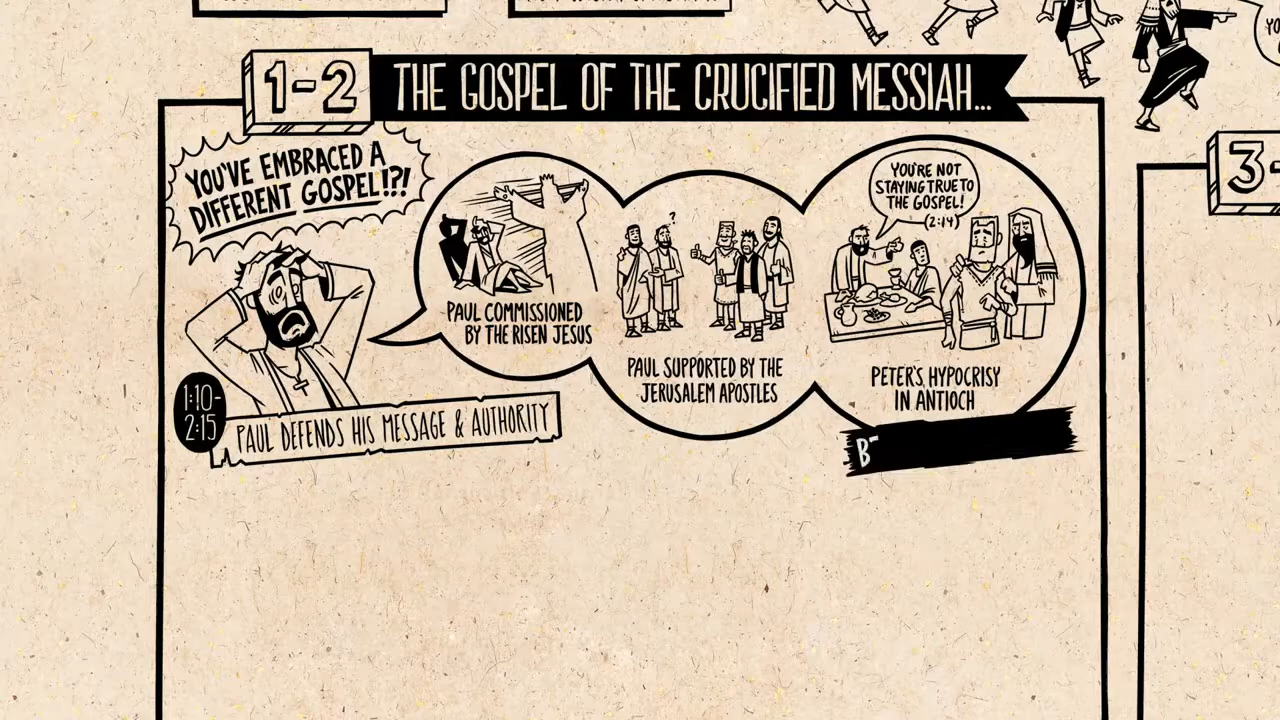 1-2
THE GOSPEL OF THE CRUCIFIED MESSIAH...
YOU'VE EMBRACED A
DIFFERENT GOSPEL!?!
PAUL COMMISSIONED
BY THE RISEN JESUS
?
PAUL SUPPORTED BY THE
JERUSALEM APOSTLES
YOU'RE NOT
STAYING TRUE TO
THE GOSPEL!
(2:14)
PETER'S HYPOCRISY
IN ANTIOCH
1:10-
2:15
PAUL DEFENDS HIS MESSAGE & AUTHORITY
B
3-